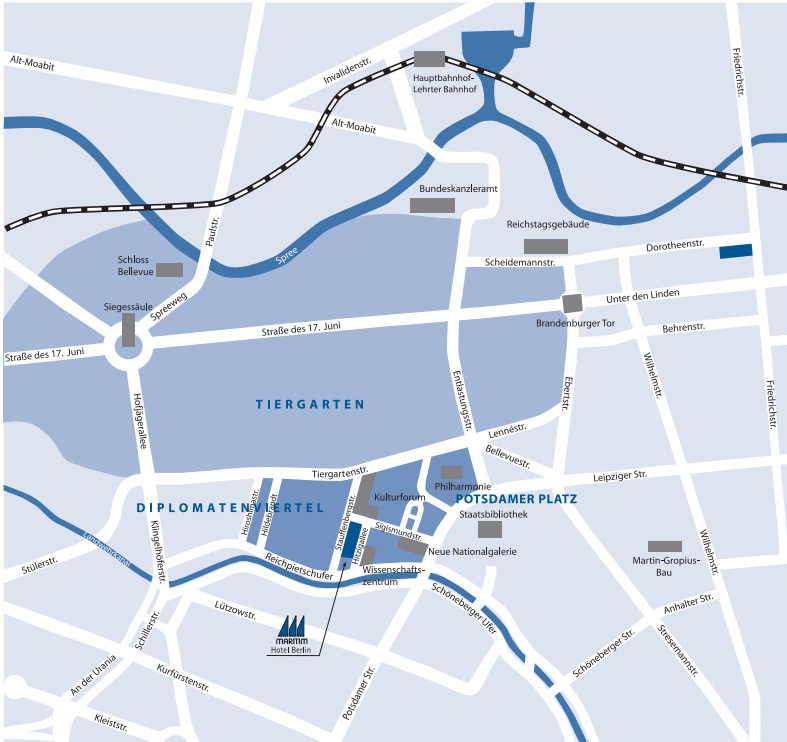 Alt-Moabit
Invalidenstr.
Hauptbahnhof-
Lehrter Bahnhof
Friedrichstr.
Alt-Moabit
Bundeskanzleramt
Reichstagsgebäude
Paulstr.
Spree
Schloss
Bellevue
Dorotheenstr.
Scheidemannstr.
Siegessäule
Spreeweg
Unter den Linden
Brandenburger Tor
Straße des 17. Juni
Straße des 17. Juni
Behrenstr.
Wilhelmstr.
Entlastungsstr.
Ebertstr.
Friedrichstr.
Hofjägerallee
TIERGARTEN
Lennéstr.
Bellevuestr.
Tiergartenstr.
Leipziger Str.
Philharmonie
Kulturforum
POTSDAMER PLATZ
DIPLOMATENVIERTEL
Hiroshimastr.
Hildebrandt
Stauffenbergstr.
Hitzigallee
Sigismundstr.
Staatsbibliothek
Neue Nationalgalerie
Landwehrkanal
Klingelhöferstr.
Reichpietschufer
Wissenschafts-
zentrum
Wilhelmstr.
Martin-Gropius-
Bau
Stülerstr.
Schöneberger Ufer
Lützowstr.
Schillerstr.
MARITIM
Hotel Berlin
Anhalter Str.
Schöneberger Str.
Stresemannstr.
An der Urania
Kurfürstenstr.
Potsdamer Str.
Kleiststr.